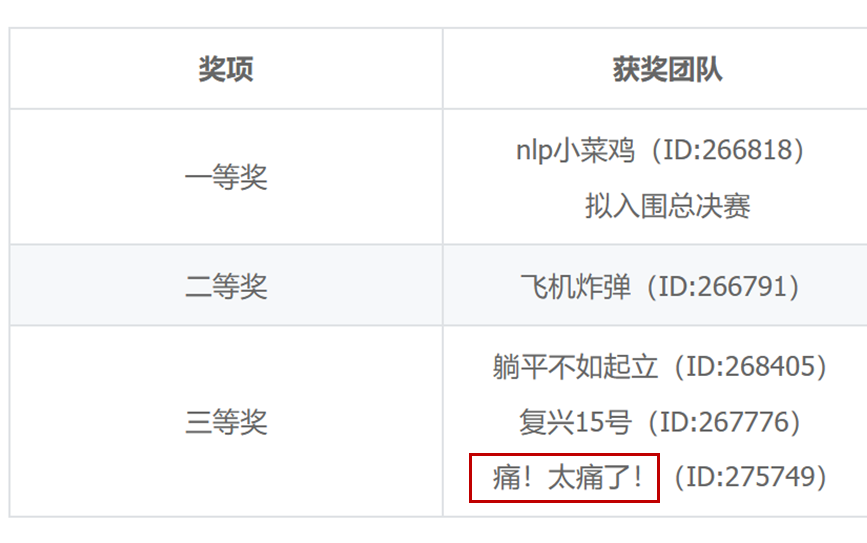 奖项
获奖团队
一等奖
nlp小菜鸡（ID:266818）
拟入围总决赛
二等奖
飞机炸弹（ID:266791）
三等奖
躺平不如起立（ID:268405）
复兴15号（ID:267776）
痛！太痛了！（ID:275749）